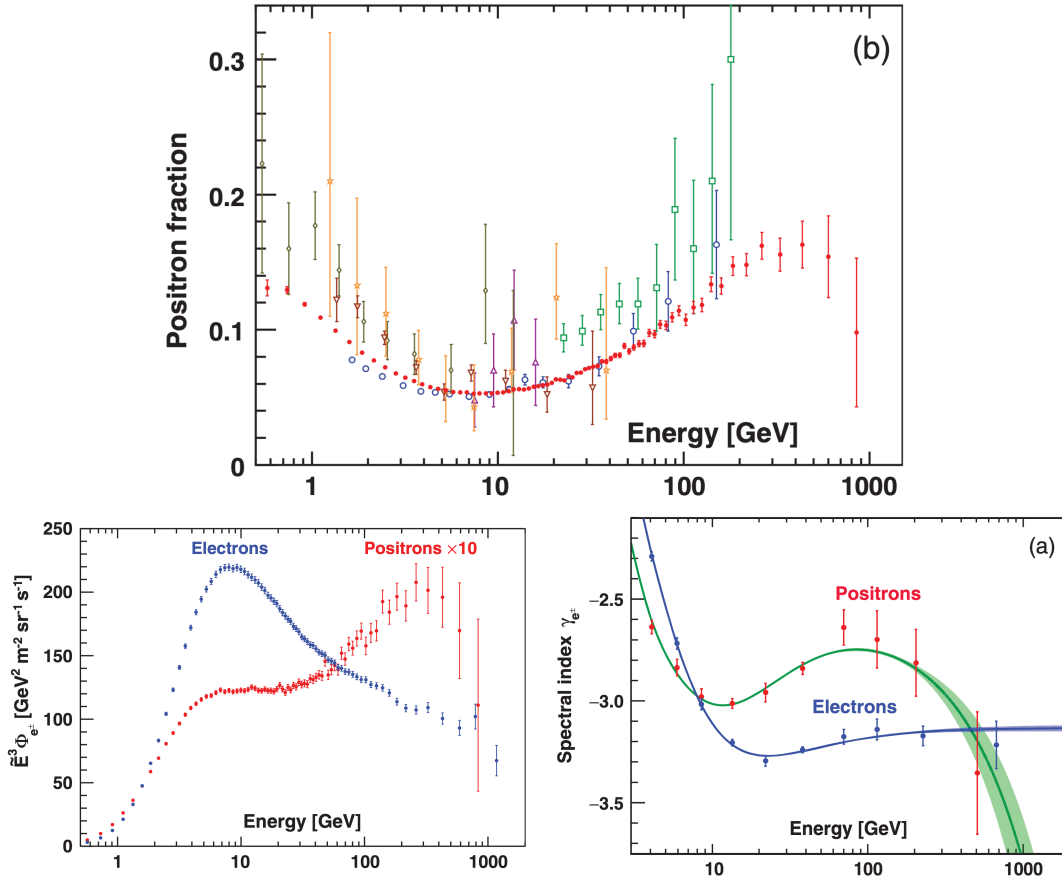 (b)
0.3
0.2
0.1
0
Positron fraction
Energy [GeV]
1 10 100 1000
250
200
150
100
50
0
Ẽ³ Φe± [GeV² m⁻² sr⁻¹ s⁻¹]
Electrons
Positrons ×10
Energy [GeV]
1 10 100 1000
(a)
−2.5
−3.0
−3.5
Spectral index γe±
Positrons
Electrons
Energy [GeV]
10 100 1000